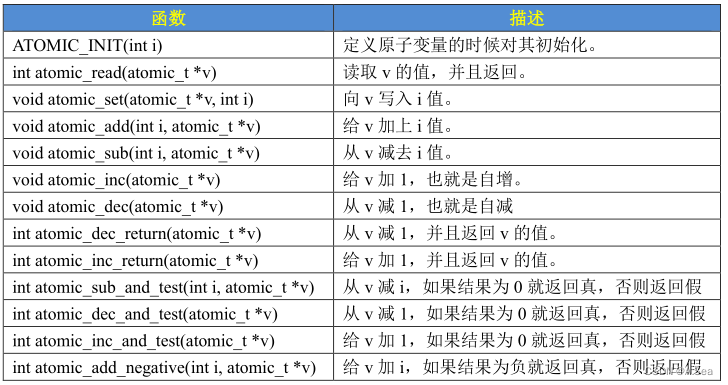 函数 描述
ATOMIC_INIT(int i) 定义原子变量的时候对其初始化。
int atomic_read(atomic_t *v) 读取 v 的值，并且返回。
void atomic_set(atomic_t *v, int i) 向 v 写入 i 值。
void atomic_add(int i, atomic_t *v) 给 v 加上 i 值。
void atomic_sub(int i, atomic_t *v) 从 v 减去 i 值。
void atomic_inc(atomic_t *v) 给 v 加 1，也就是自增。
void atomic_dec(atomic_t *v) 从 v 减 1，也就是自减
int atomic_dec_return(atomic_t *v) 从 v 减 1，并且返回 v 的值。
int atomic_inc_return(atomic_t *v) 给 v 加 1，并且返回 v 的值。
int atomic_sub_and_test(int i, atomic_t *v) 从 v 减 i，如果结果为 0 就返回真，否则返回假
int atomic_dec_and_test(atomic_t *v) 从 v 减 1，如果结果为 0 就返回真，否则返回假
int atomic_inc_and_test(atomic_t *v) 给 v 加 1，如果结果为 0 就返回真，否则返回假
int atomic_add_negative(int i, atomic_t *v) 给 v 加 i，如果结果为负就返回真，否则返回假